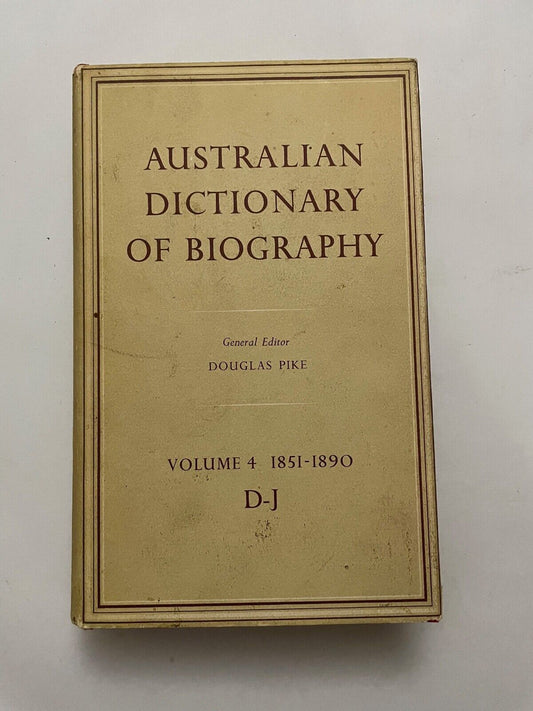 AUSTRALIAN
DICTIONARY
OF BIOGRAPHY
General Editor
DOUGLAS PIKE
VOLUME 4 1851-1890
D-J